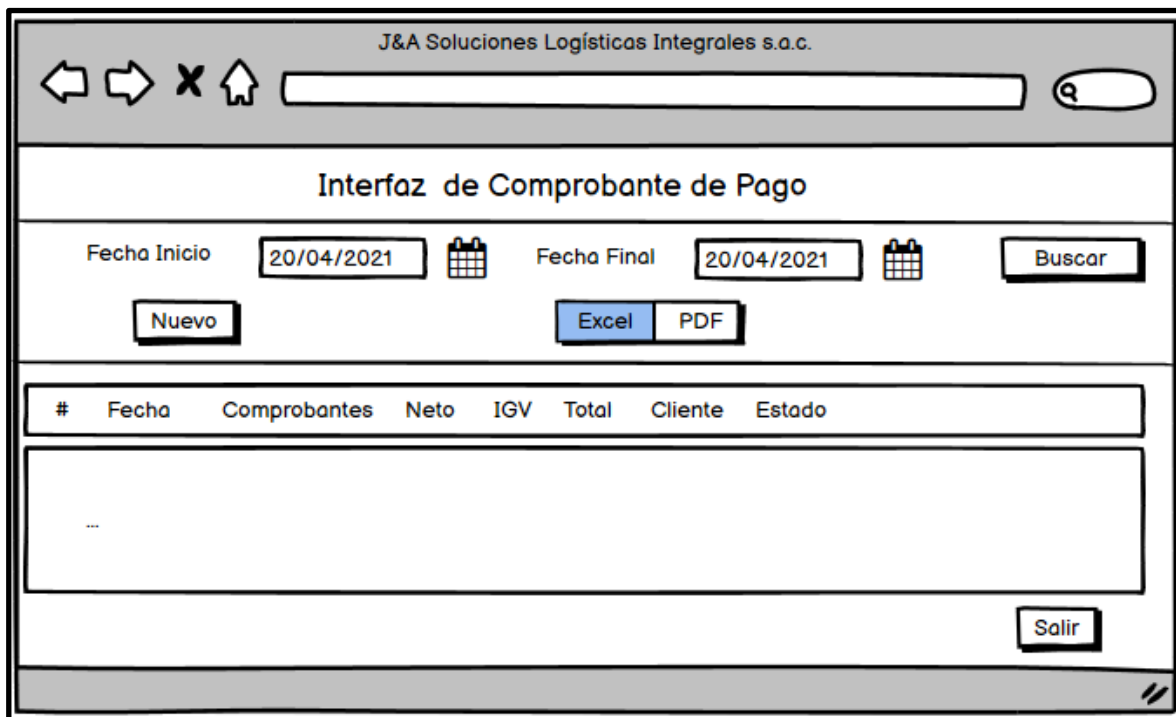 J&A Soluciones Logísticas Integrales s.a.c.
Interfaz de Comprobante de Pago
Fecha Inicio 20/04/2021 Fecha Final 20/04/2021 Buscar
Nuevo Excel PDF
# Fecha Comprobantes Neto IGV Total Cliente Estado
...
Salir